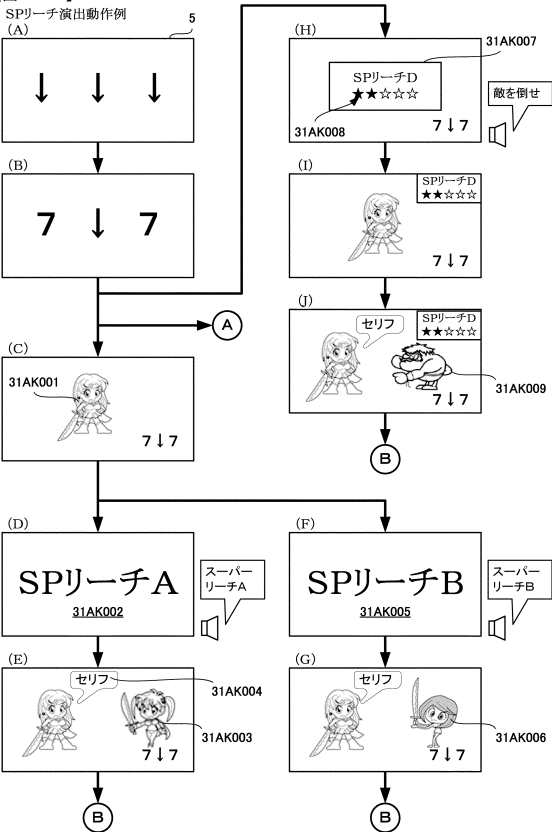 SPリーチ演出動作例
5
(A)
↓ ↓ ↓
(B)
7 ↓ 7
A
(C)
31AK001
7↓7
(D)
SPリーチA
31AK002
スーパー
リーチA
(E)
セリフ
31AK004
31AK003
7↓7
B
(F)
SPリーチB
31AK005
スーパー
リーチB
(G)
セリフ
31AK006
7↓7
B
(H)
31AK007
SPリーチD
★★☆☆☆
31AK008
7↓7
敵を倒せ
(I)
SPリーチD
★★☆☆☆
7↓7
(J)
セリフ
SPリーチD
★★☆☆☆
31AK009
7↓7
B